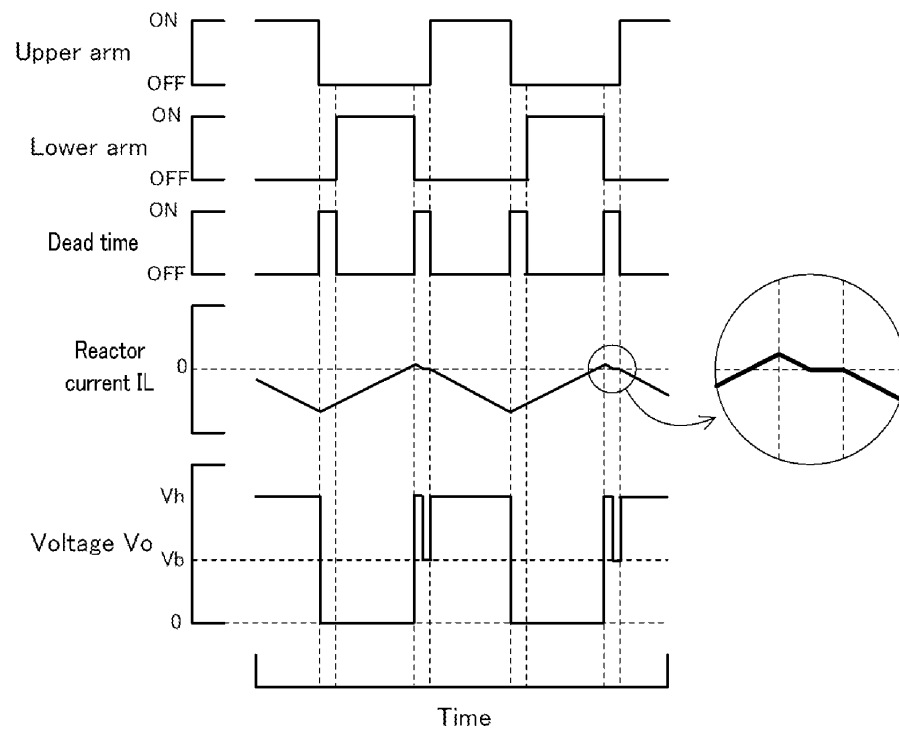 ON
Upper arm
OFF
ON
Lower arm
OFF
ON
Dead time
OFF
Reactor
current IL
0
Vh
Voltage Vo
Vb
0
Time